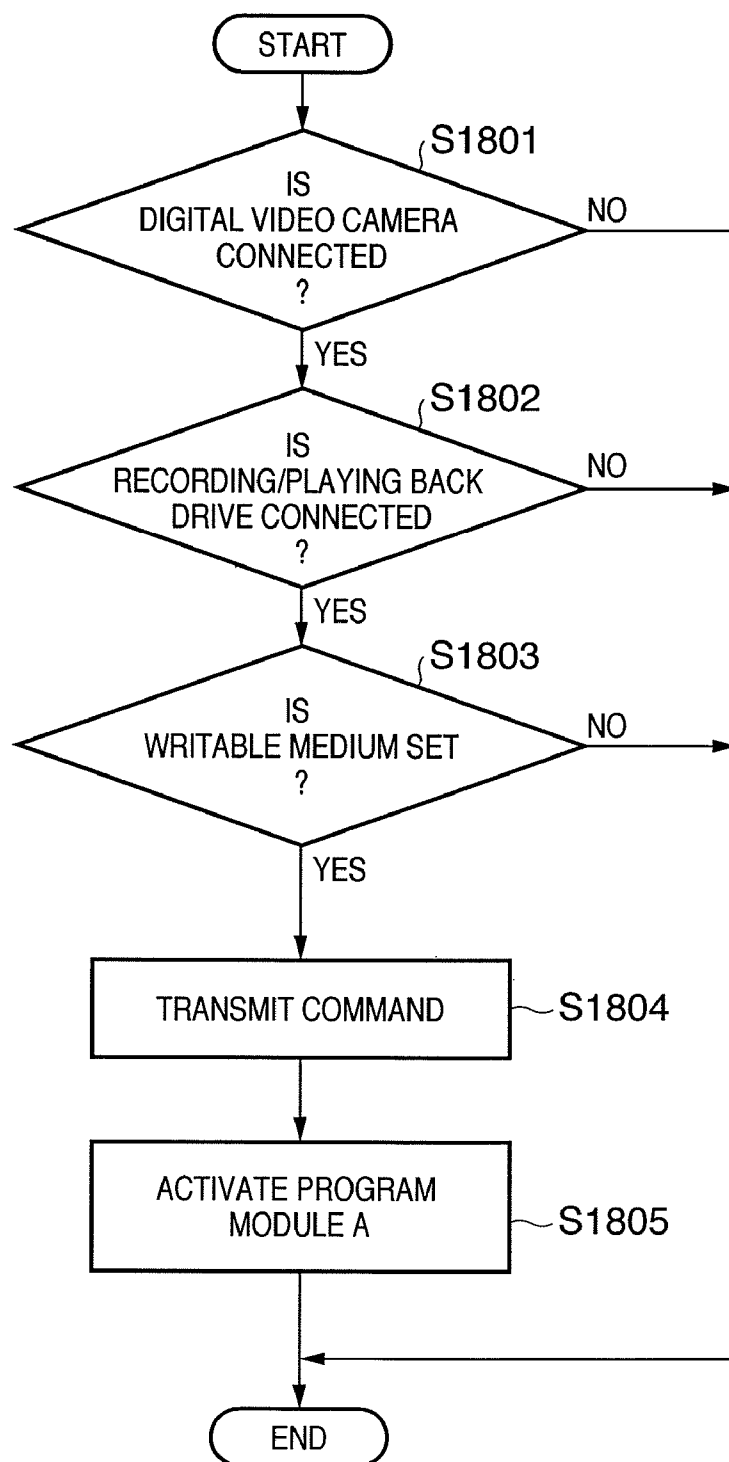 START
S1801
IS
DIGITAL VIDEO CAMERA
CONNECTED
?
NO
YES
S1802
IS
RECORDING/PLAYING BACK
DRIVE CONNECTED
?
NO
YES
S1803
IS
WRITABLE MEDIUM SET
?
NO
YES
TRANSMIT COMMAND
S1804
ACTIVATE PROGRAM
MODULE A
S1805
END